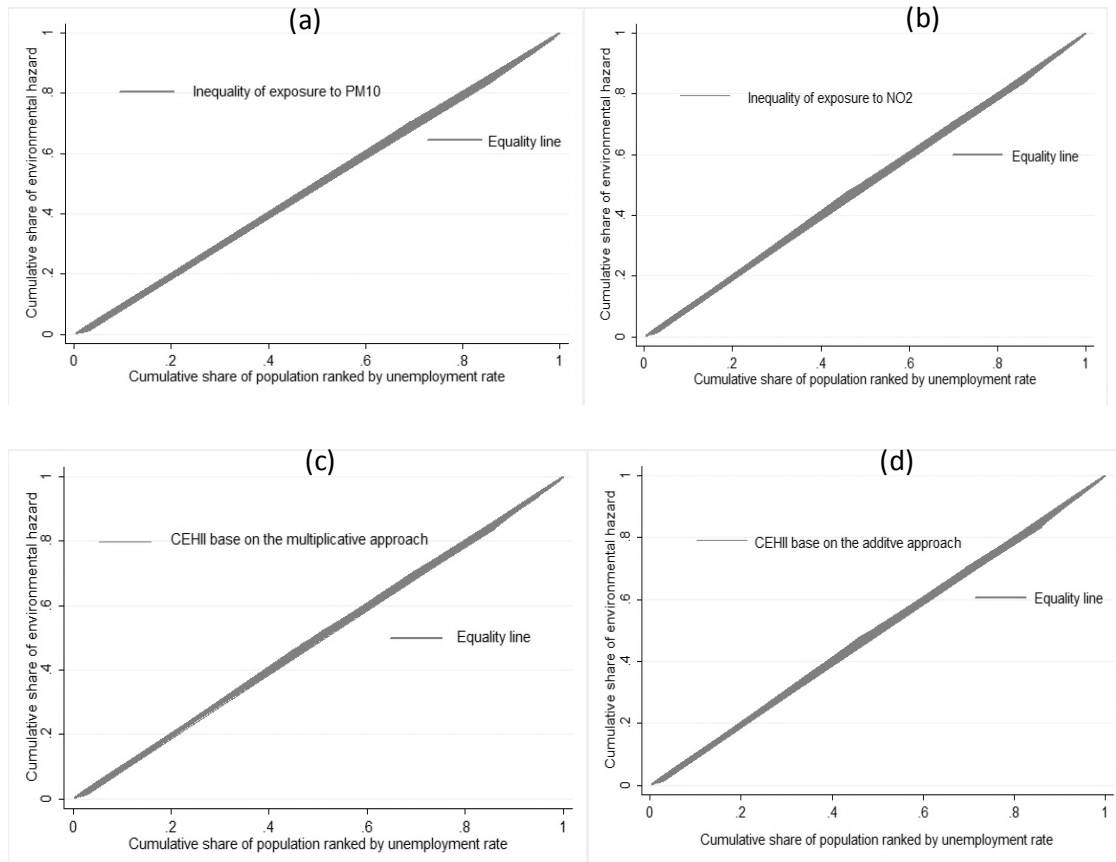 (a)
Cumulative share of environmental hazard
1
.8
.6
.4
.2
0
Inequality of exposure to PM10
Equality line
0 .2 .4 .6 .8 1
Cumulative share of population ranked by unemployment rate
(b)
Cumulative share of environmental hazard
1
.8
.6
.4
.2
0
Inequality of exposure to NO2
Equality line
0 .2 .4 .6 .8 1
Cumulative share of population ranked by unemployment rate
(c)
Cumulative share of environmental hazard
1
.8
.6
.4
.2
0
CEHII base on the multiplicative approach
Equality line
0 .2 .4 .6 .8 1
Cumulative share of population ranked by unemployment rate
(d)
Cumulative share of environmental hazard
1
.8
.6
.4
.2
0
CEHII base on the additve approach
Equality line
0 .2 .4 .6 .8 1
Cumulative share of population ranked by unemployment rate